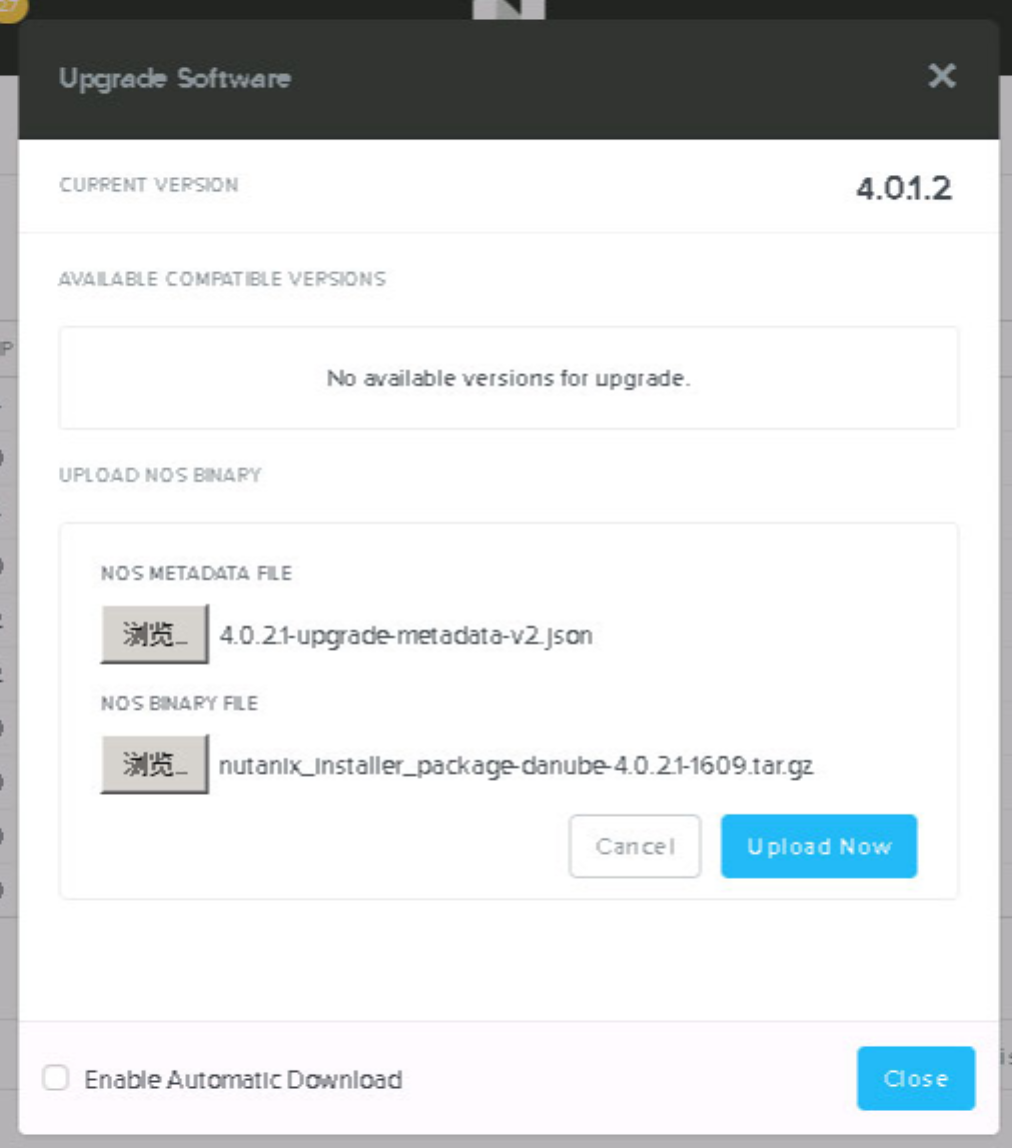 27
Upgrade Software
CURRENT VERSION
4.0.1.2
AVAILABLE COMPATIBLE VERSIONS
No available versions for upgrade.
UPLOAD NOS BINARY
NOS METADATA FILE
浏览... 4.0.2.1-upgrade-metadata-v2.json
NOS BINARY FILE
浏览... nutanix_installer_package-danube-4.0.2.1-1609.tar.gz
Cancel Upload Now
Enable Automatic Download
Close